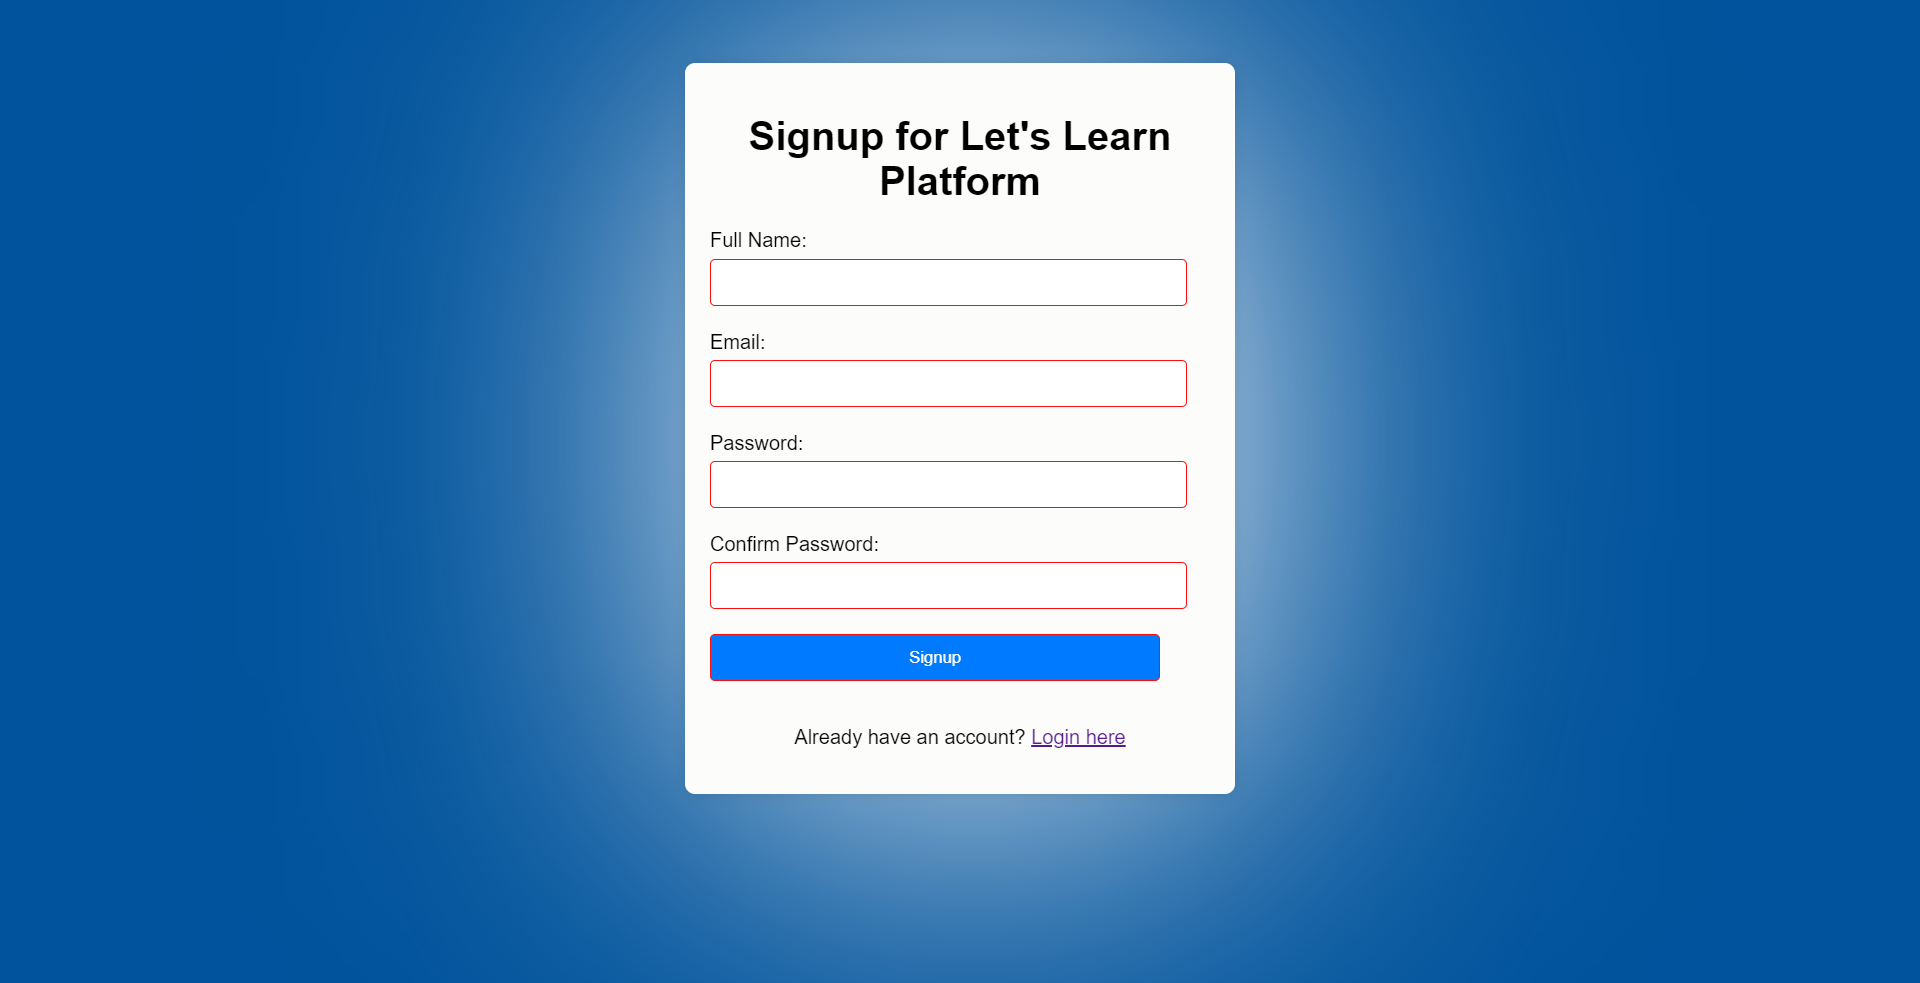 Signup for Let's Learn
Platform
Full Name:
Email:
Password:
Confirm Password:
Signup
Already have an account? Login here